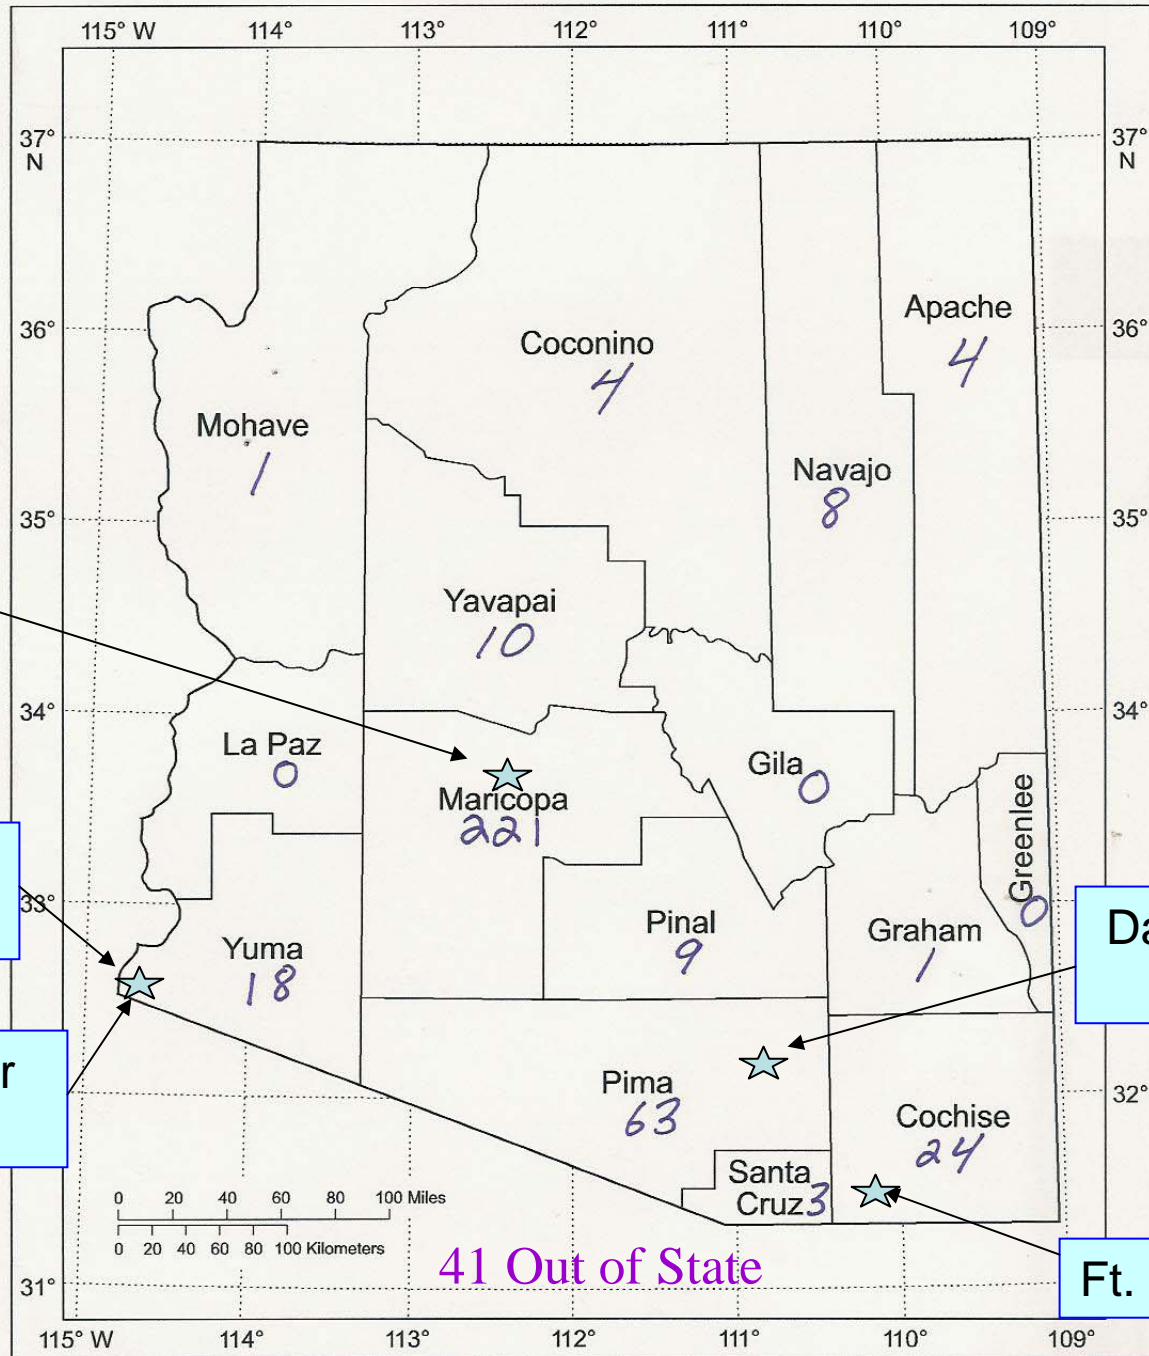 115° W 114° 113° 112° 111° 110° 109°
37° N 37° N
Apache
4
36° 36°
Coconino
4
Mohave
1
Navajo
8
35° 35°
Yavapai
10
34° 34°
La Paz
0
Gila
0
Maricopa
221
Greenlee
0
33°
Pinal
9
Graham
1
Yuma
18
Da
r
Pima
63
32°
Cochise
24
Santa
Cruz 3
0 20 40 60 80 100 Miles
0 20 40 60 80 100 Kilometers
41 Out of State
Ft.
31°
115° W 114° 113° 112° 111° 110° 109°